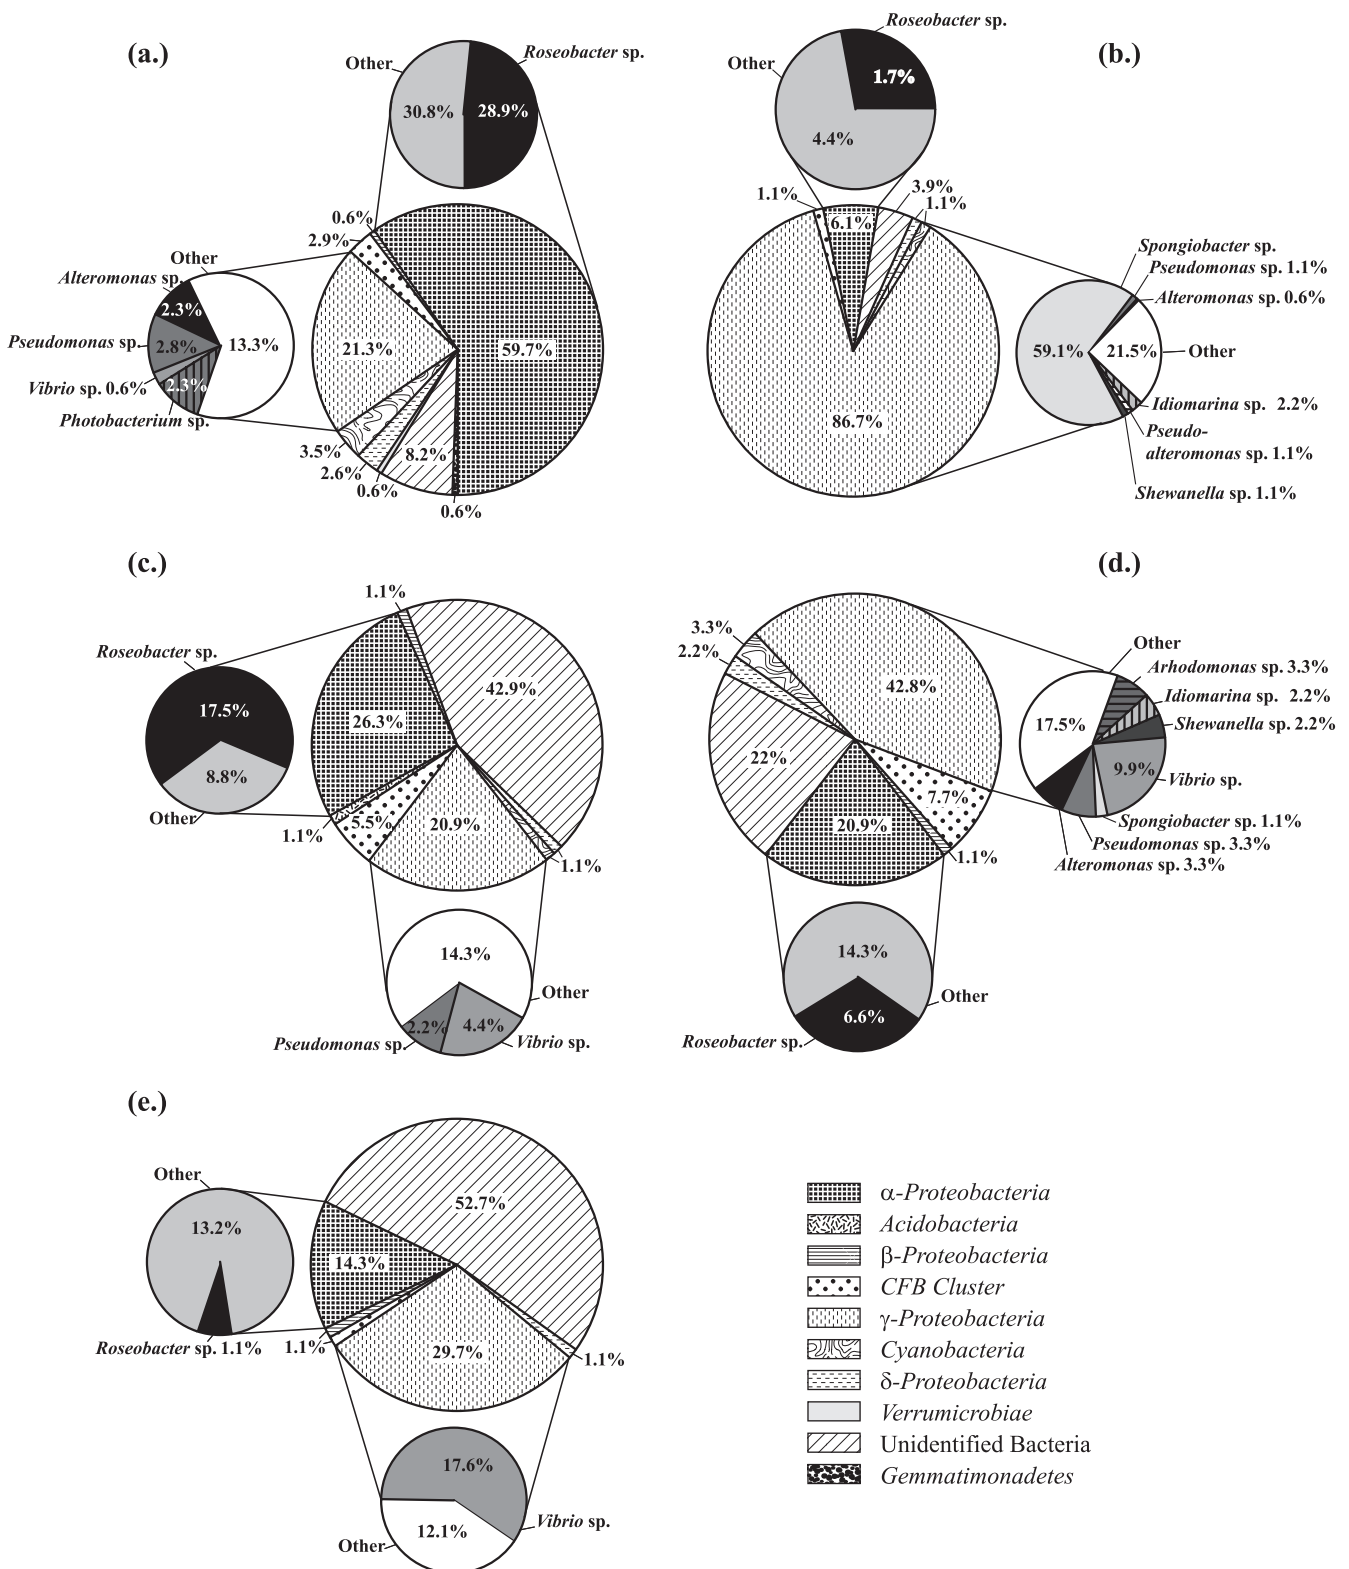 (a.)
Other
Roseobacter sp.
30.8%
28.9%
0.6%
2.9%
Other
Alteromonas sp.
2.3%
Pseudomonas sp.
2.8%
13.3%
Vibrio sp. 0.6%
2.3%
Photobacterium sp.
21.3%
59.7%
3.5%
2.6%
0.6%
8.2%
0.6%
(b.)
Roseobacter sp.
Other
1.7%
4.4%
1.1%
6.1%
3.9%
1.1%
86.7%
Spongiobacter sp.
Pseudomonas sp. 1.1%
Alteromonas sp. 0.6%
59.1%
21.5%
Other
Idiomarina sp. 2.2%
Pseudo-
alteromonas sp. 1.1%
Shewanella sp. 1.1%
(c.)
1.1%
Roseobacter sp.
17.5%
8.8%
Other
26.3%
42.9%
1.1%
5.5%
20.9%
1.1%
14.3%
Other
2.2%
4.4%
Pseudomonas sp.
Vibrio sp.
(d.)
3.3%
2.2%
42.8%
22%
7.7%
20.9%
1.1%
Other
Arhodomonas sp. 3.3%
Idiomarina sp. 2.2%
Shewanella sp. 2.2%
17.5%
9.9%
Vibrio sp.
Spongiobacter sp. 1.1%
Pseudomonas sp. 3.3%
Alteromonas sp. 3.3%
14.3%
Other
6.6%
Roseobacter sp.
(e.)
Other
13.2%
Roseobacter sp. 1.1%
52.7%
14.3%
1.1%
29.7%
1.1%
17.6%
Vibrio sp.
12.1%
Other
α-Proteobacteria
Acidobacteria
β-Proteobacteria
CFB Cluster
γ-Proteobacteria
Cyanobacteria
δ-Proteobacteria
Verrumicrobiae
Unidentified Bacteria
Gemmatimonadetes